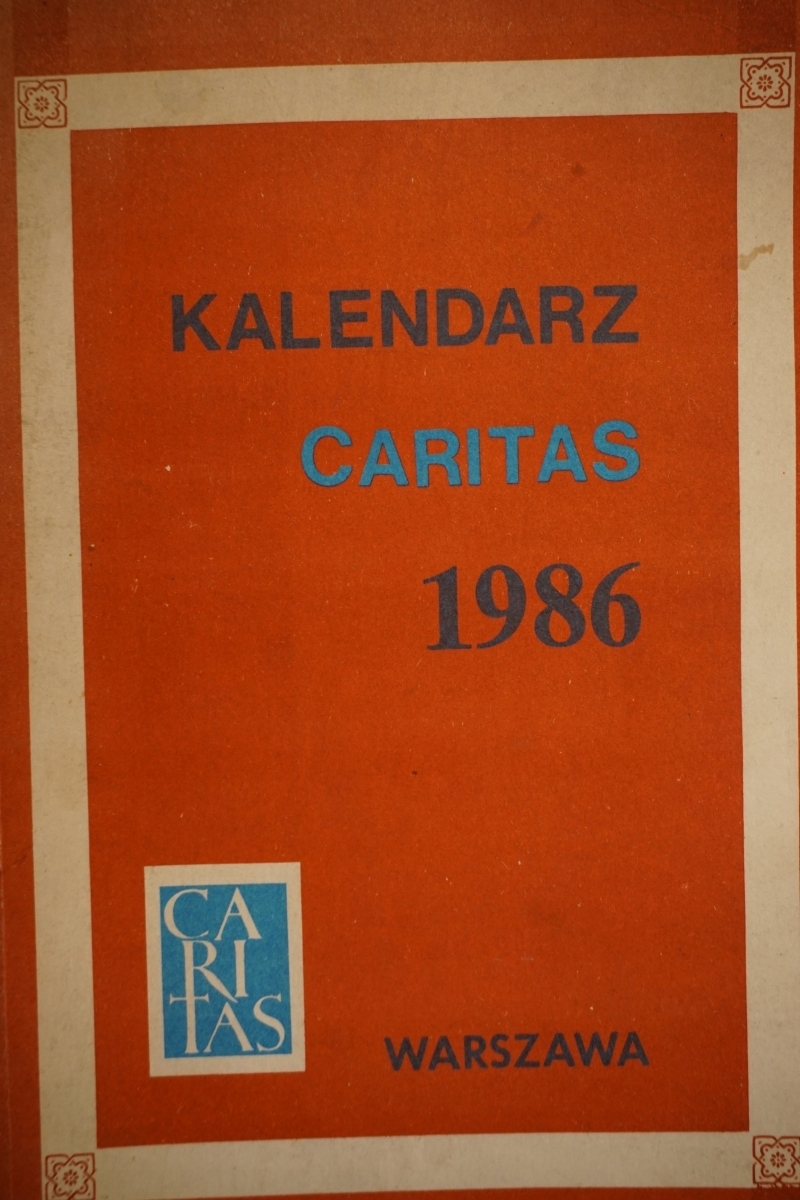 KALENDARZ
CARITAS
1986
CA
RI
TAS
WARSZAWA